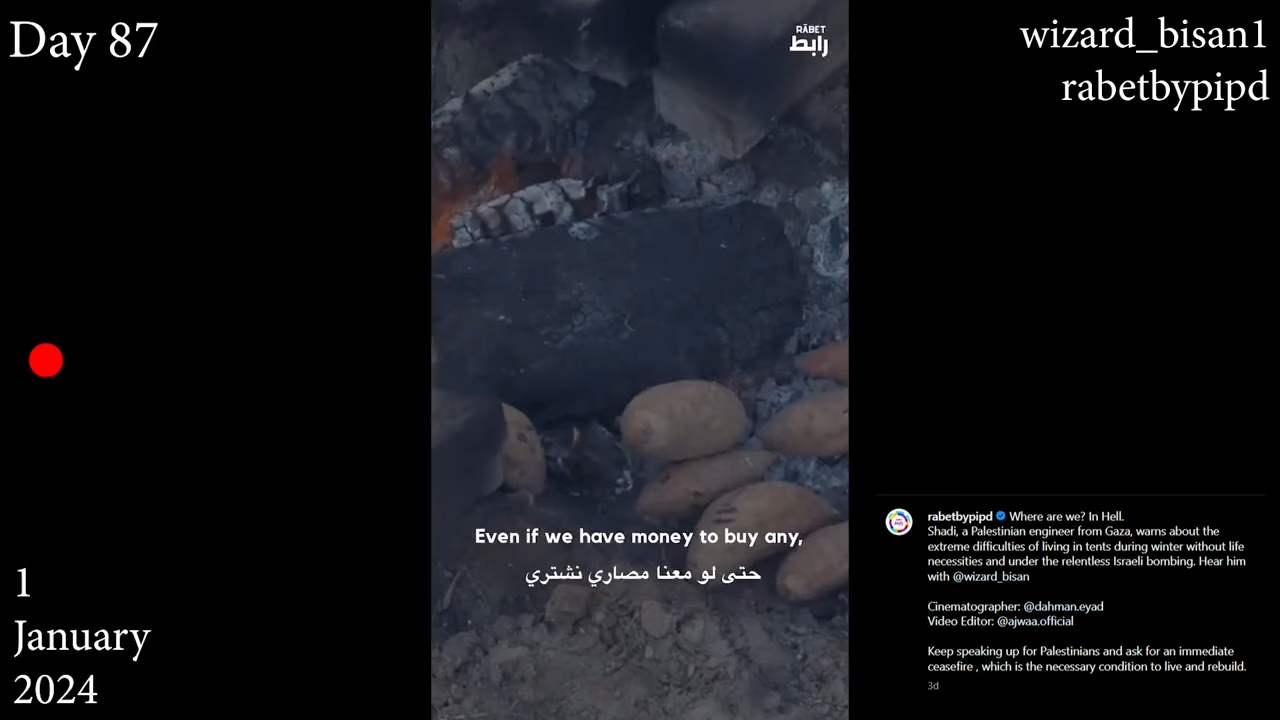 Day 87
wizard_bisan1
rabetbypipd
RĀBET
رابط
Even if we have money to buy any,
حتى لو معنا مصاري نشتري
1
January
2024
rabetbypipd Where are we? In Hell.
Shadi, a Palestinian engineer from Gaza, warns about the
extreme difficulties of living in tents during winter without life
necessities and under the relentless Israeli bombing. Hear him
with @wizard_bisan
Cinematographer: @dahman.eyad
Video Editor: @ajwaa.official
Keep speaking up for Palestinians and ask for an immediate
ceasefire , which is the necessary condition to live and rebuild.
3d